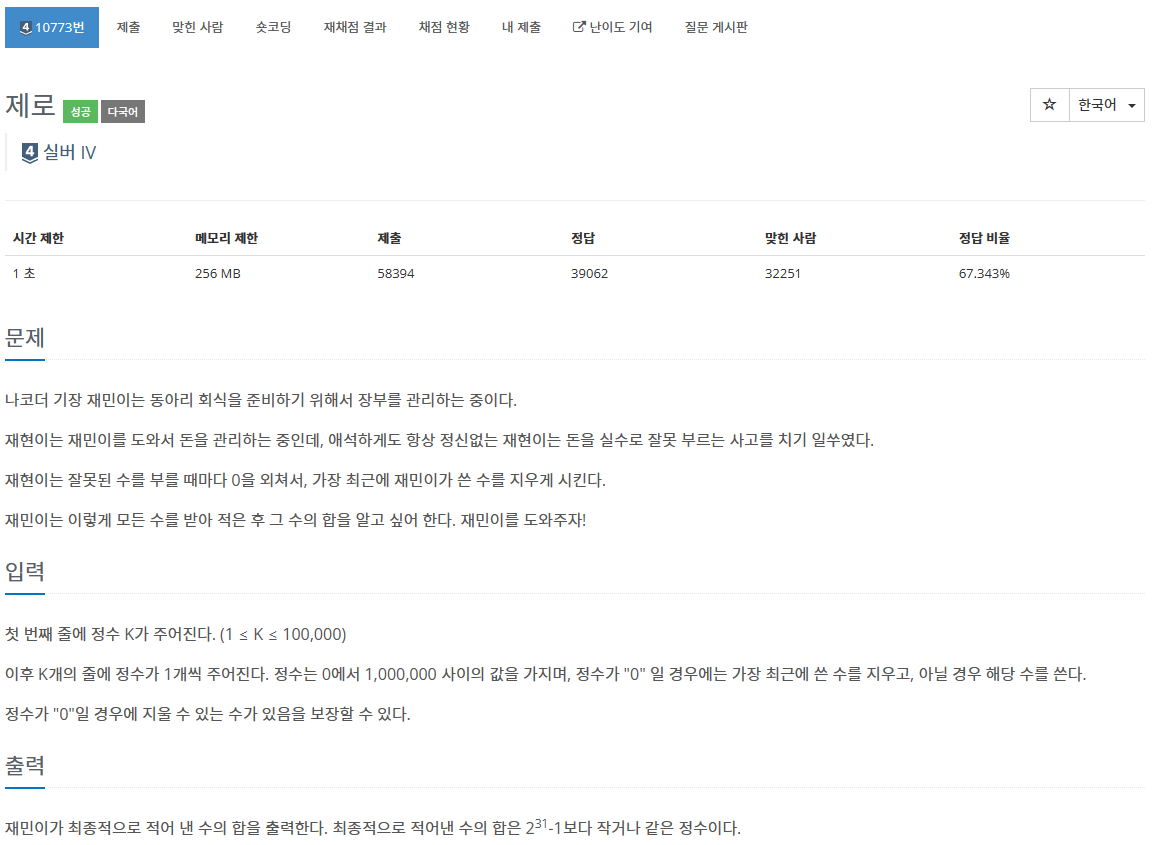 4 10773번 제출 맞힌 사람 숏코딩 재채점 결과 채점 현황 내 제출 난이도 기여 질문 게시판
제로 성공 다국어 ☆ 한국어
4 실버 IV
시간 제한 메모리 제한 제출 정답 맞힌 사람 정답 비율
1 초 256 MB 58394 39062 32251 67.343%
문제
나코더 기장 재민이는 동아리 회식을 준비하기 위해서 장부를 관리하는 중이다.
재현이는 재민이를 도와서 돈을 관리하는 중인데, 애석하게도 항상 정신없는 재현이는 돈을 실수로 잘못 부르는 사고를 치기 일쑤였다.
재현이는 잘못된 수를 부를 때마다 0을 외쳐서, 가장 최근에 재민이가 쓴 수를 지우게 시킨다.
재민이는 이렇게 모든 수를 받아 적은 후 그 수의 합을 알고 싶어 한다. 재민이를 도와주자!
입력
첫 번째 줄에 정수 K가 주어진다. (1 ≤ K ≤ 100,000)
이후 K개의 줄에 정수가 1개씩 주어진다. 정수는 0에서 1,000,000 사이의 값을 가지며, 정수가 "0" 일 경우에는 가장 최근에 쓴 수를 지우고, 아닐 경우 해당 수를 쓴다.
정수가 "0"일 경우에 지울 수 있는 수가 있음을 보장할 수 있다.
출력
재민이가 최종적으로 적어 낸 수의 합을 출력한다. 최종적으로 적어낸 수의 합은 2³¹-1보다 작거나 같은 정수이다.